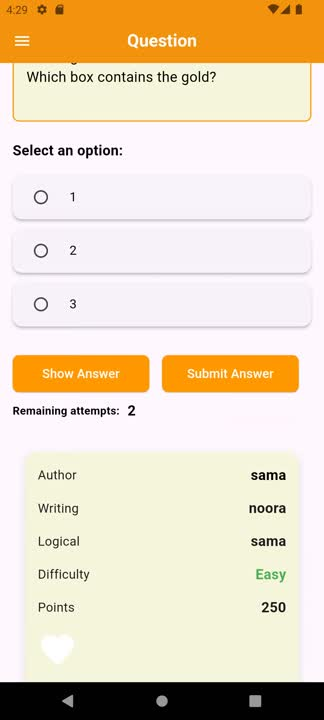 4:29
Question
Which box contains the gold?
Select an option:
1
2
3
Show Answer Submit Answer
Remaining attempts: 2
Author sama
Writing noora
Logical sama
Difficulty Easy
Points 250